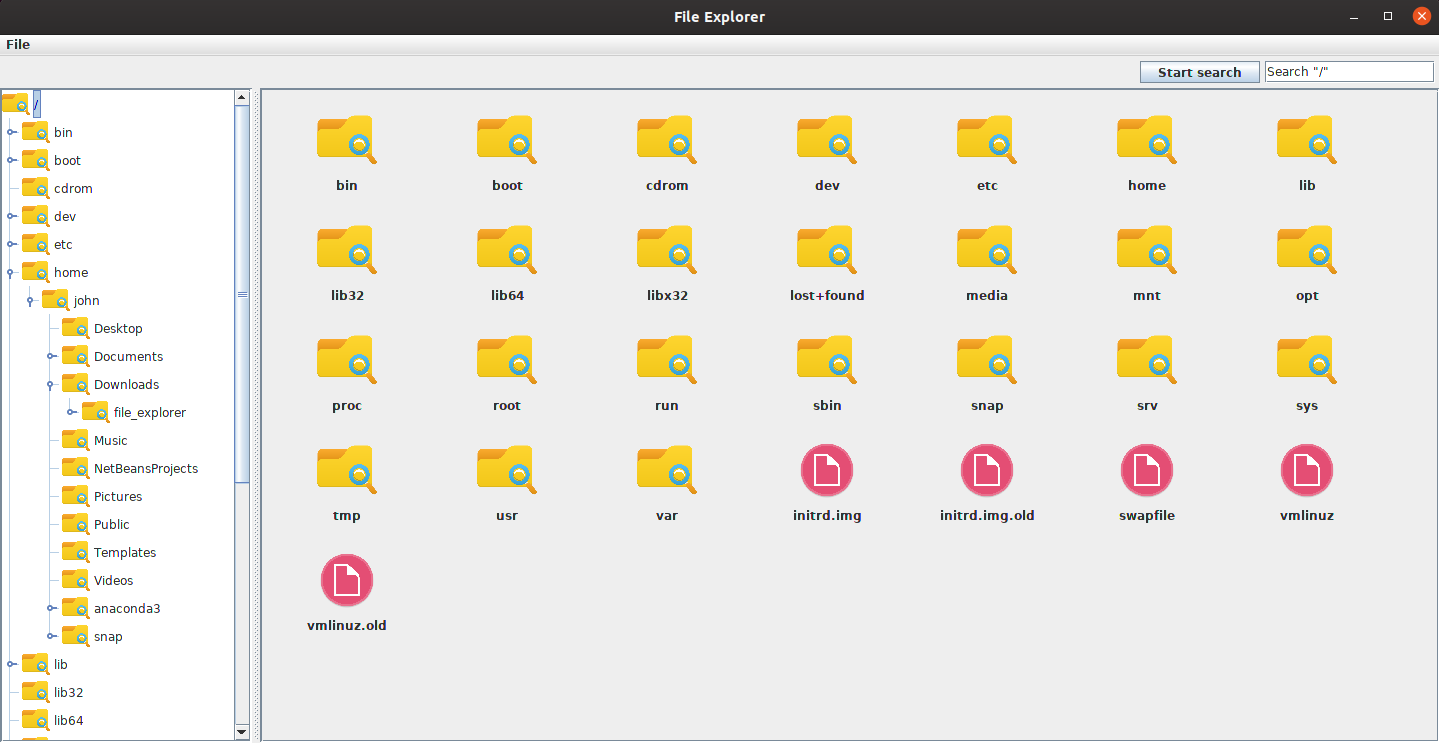 File Explorer
File
Start search Search "/"
/
bin
boot
cdrom
dev
etc
home
john
Desktop
Documents
Downloads
file_explorer
Music
NetBeansProjects
Pictures
Public
Templates
Videos
anaconda3
snap
lib
lib32
lib64
bin boot cdrom dev etc home lib
lib32 lib64 libx32 lost+found media mnt opt
proc root run sbin snap srv sys
tmp usr var initrd.img initrd.img.old swapfile vmlinuz
vmlinuz.old